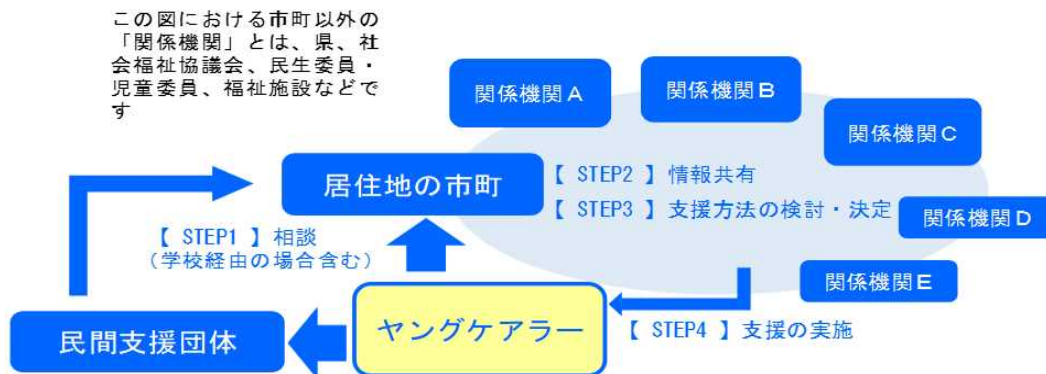 この図における市町以外の
「関係機関」とは、県、社
会福祉協議会、民生委員・
児童委員、福祉施設などで
す
関係機関A
関係機関B
関係機関C
居住地の市町
【 STEP2 】情報共有
【 STEP3 】支援方法の検討・決定
関係機関D
【 STEP1 】相談
（学校経由の場合含む）
関係機関E
民間支援団体
ヤングケアラー
【 STEP4 】支援の実施